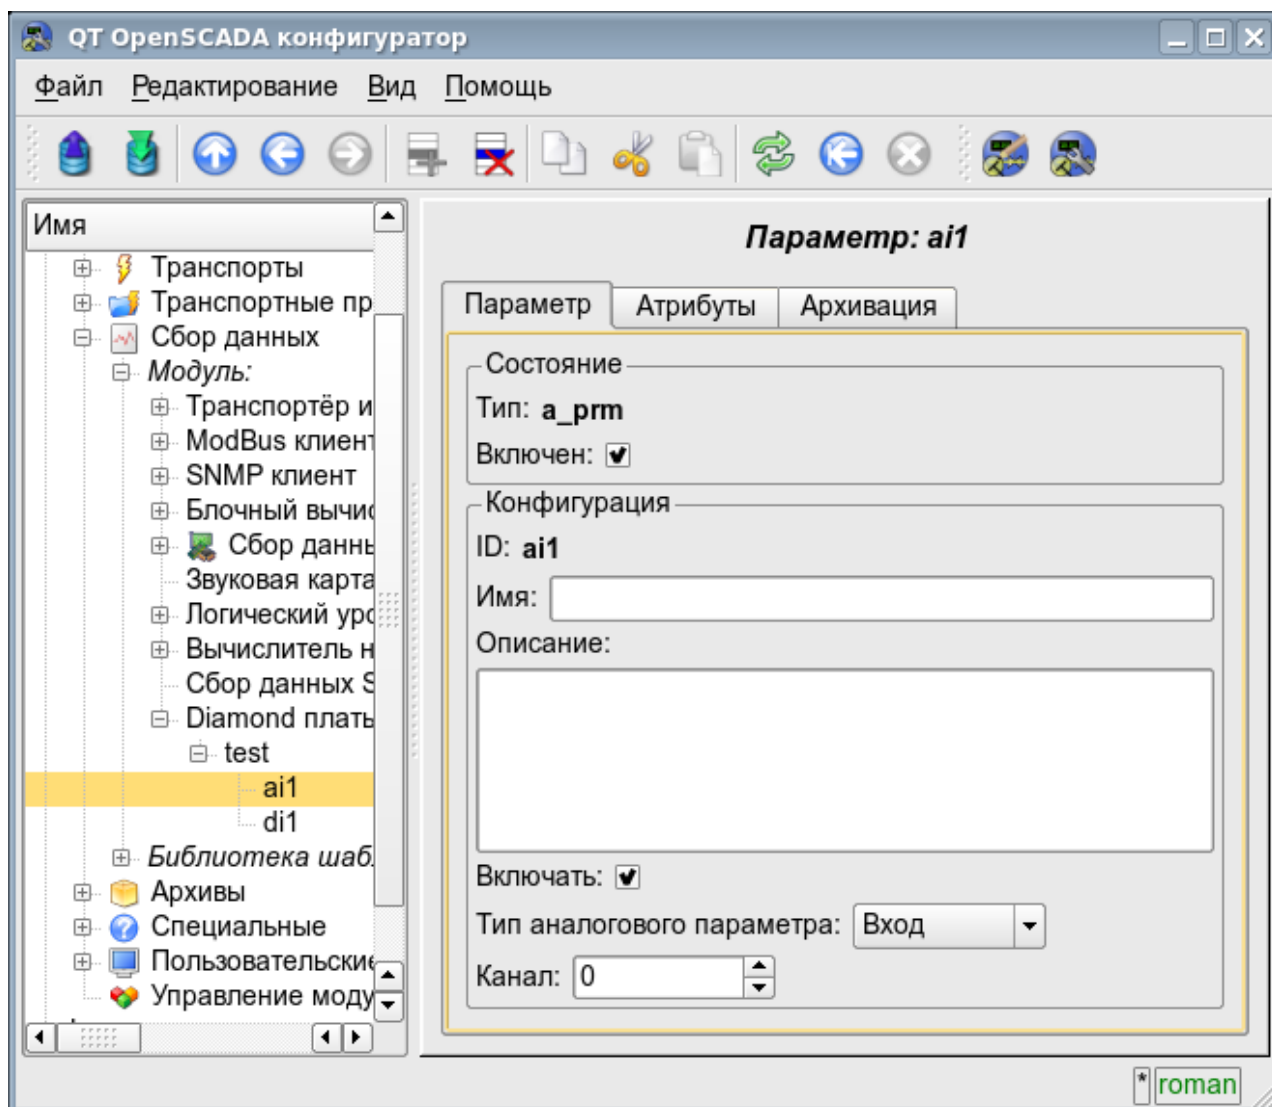 QT OpenSCADA конфигуратор
Файл Редактирование Вид Помощь
Имя
Транспорты
Транспортные пр
Сбор данных
Модуль:
Транспортёр и
ModBus клиент
SNMP клиент
Блочный вычис
Сбор данны
Звуковая карта
Логический уро
Вычислитель н
Сбор данных S
Diamond платы
test
ai1
di1
Библиотека шаб
Архивы
Специальные
Пользовательские
Управление моду
Параметр: ai1
Параметр Атрибуты Архивация
Состояние
Тип: a_prm
Включен:
Конфигурация
ID: ai1
Имя:
Описание:
Включать:
Тип аналогового параметра: Вход
Канал: 0
* roman